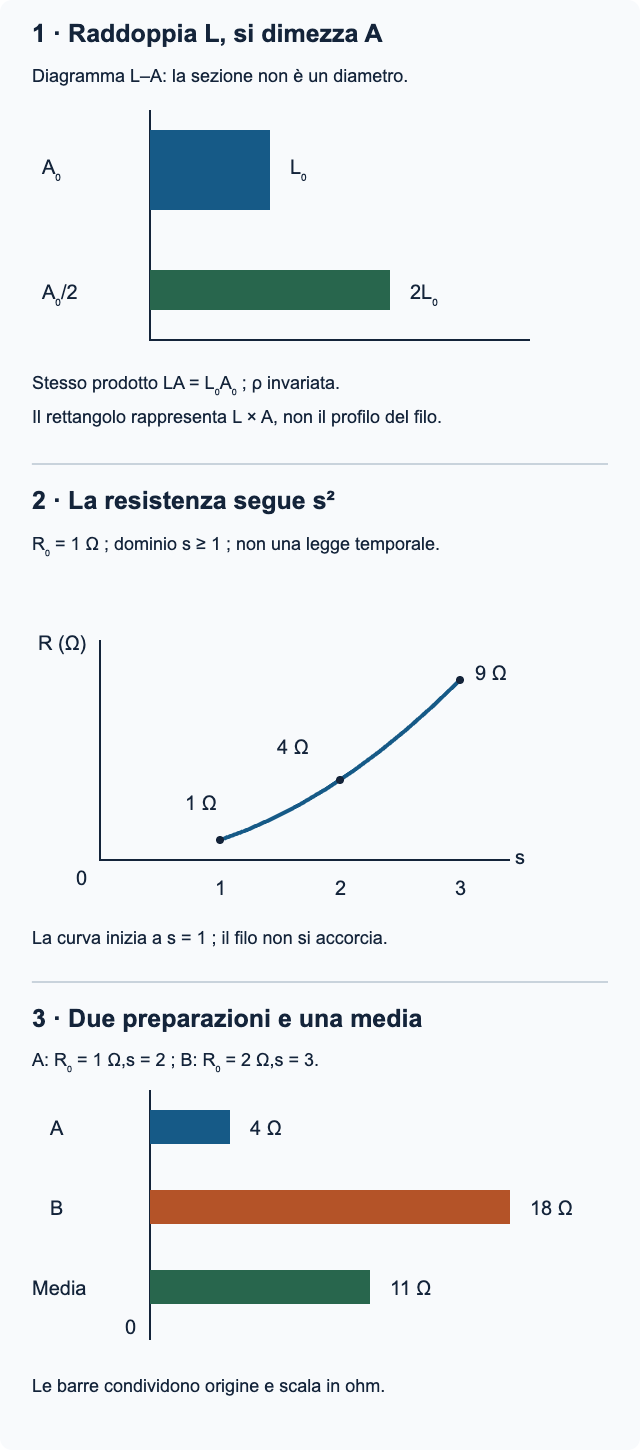 1 · Raddoppia L, si dimezza A
Diagramma L–A: la sezione non è un diametro.
A₀
L₀
A₀/2
2L₀
Stesso prodotto LA = L₀A₀ ; ρ invariata.
Il rettangolo rappresenta L × A, non il profilo del filo.
2 · La resistenza segue s²
R₀ = 1 Ω ; dominio s ≥ 1 ; non una legge temporale.
R (Ω)
9 Ω
4 Ω
1 Ω
s
0
1
2
3
La curva inizia a s = 1 ; il filo non si accorcia.
3 · Due preparazioni e una media
A: R₀ = 1 Ω,s = 2 ; B: R₀ = 2 Ω,s = 3.
A
4 Ω
B
18 Ω
Media
11 Ω
0
Le barre condividono origine e scala in ohm.